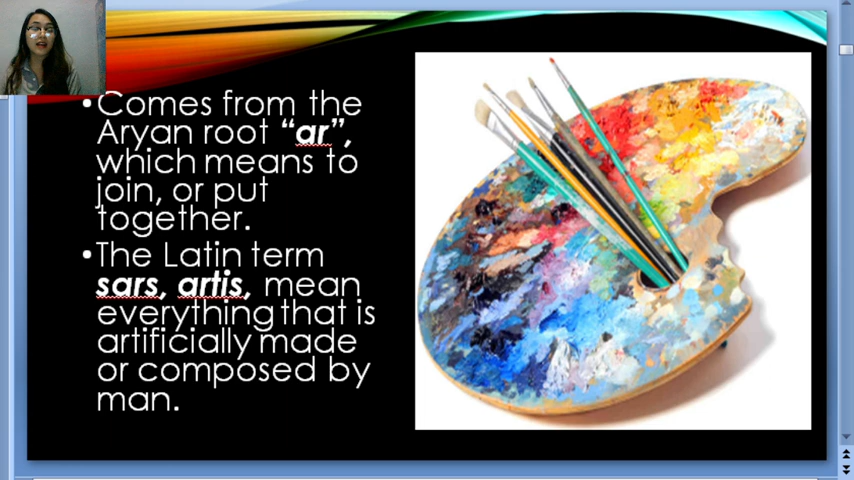 •Comes from the
Aryan root “ar”,
which means to
join, or put
together.
•The Latin term
sars, artis, mean
everything that is
artificially made
or composed by
man.